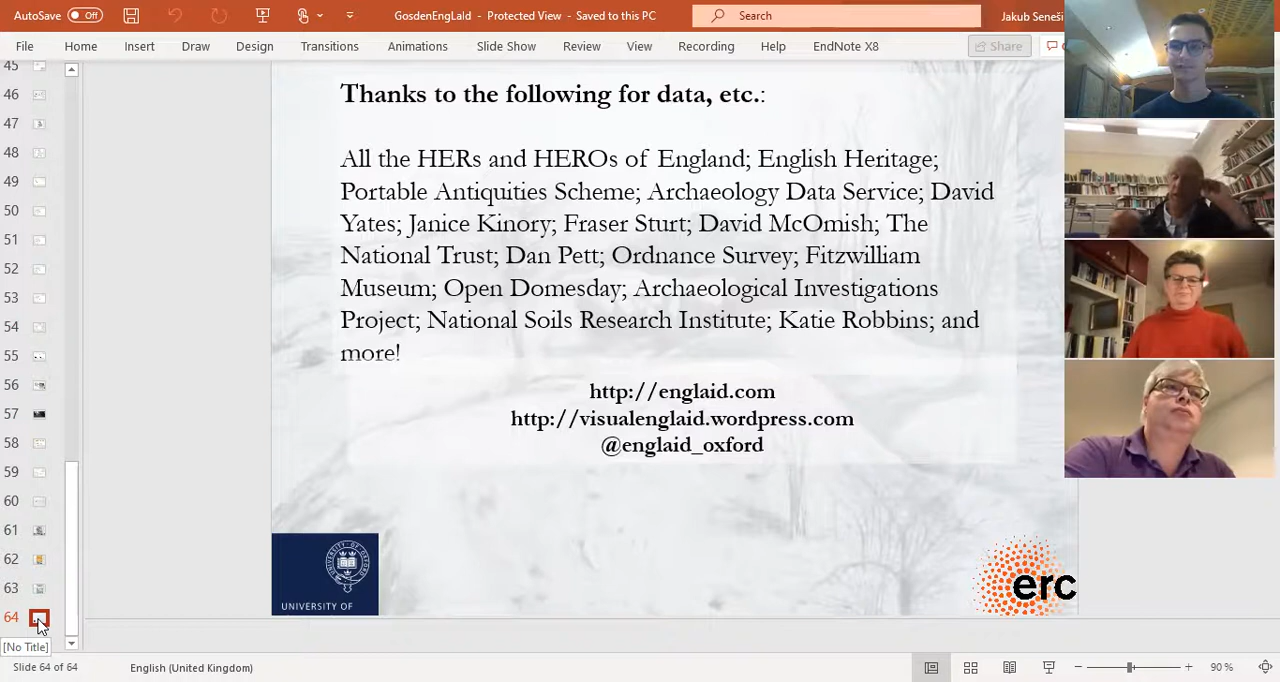 AutoSave Off GosdenEngLald - Protected View - Saved to this PC Search Jakub Seneši
File Home Insert Draw Design Transitions Animations Slide Show Review View Recording Help EndNote X8 Share
45
46
47
48
49
50
51
52
53
54
55
56
57
58
59
60
61
62
63
64
[No Title]
Thanks to the following for data, etc.:
All the HERs and HEROs of England; English Heritage;
Portable Antiquities Scheme; Archaeology Data Service; David
Yates; Janice Kinory; Fraser Sturt; David McOmish; The
National Trust; Dan Pett; Ordnance Survey; Fitzwilliam
Museum; Open Domesday; Archaeological Investigations
Project; National Soils Research Institute; Katie Robbins; and
more!
http://englaid.com
http://visualenglaid.wordpress.com
@englaid_oxford
UNIVERSITY OF
erc
Slide 64 of 64 English (United Kingdom) 90 %